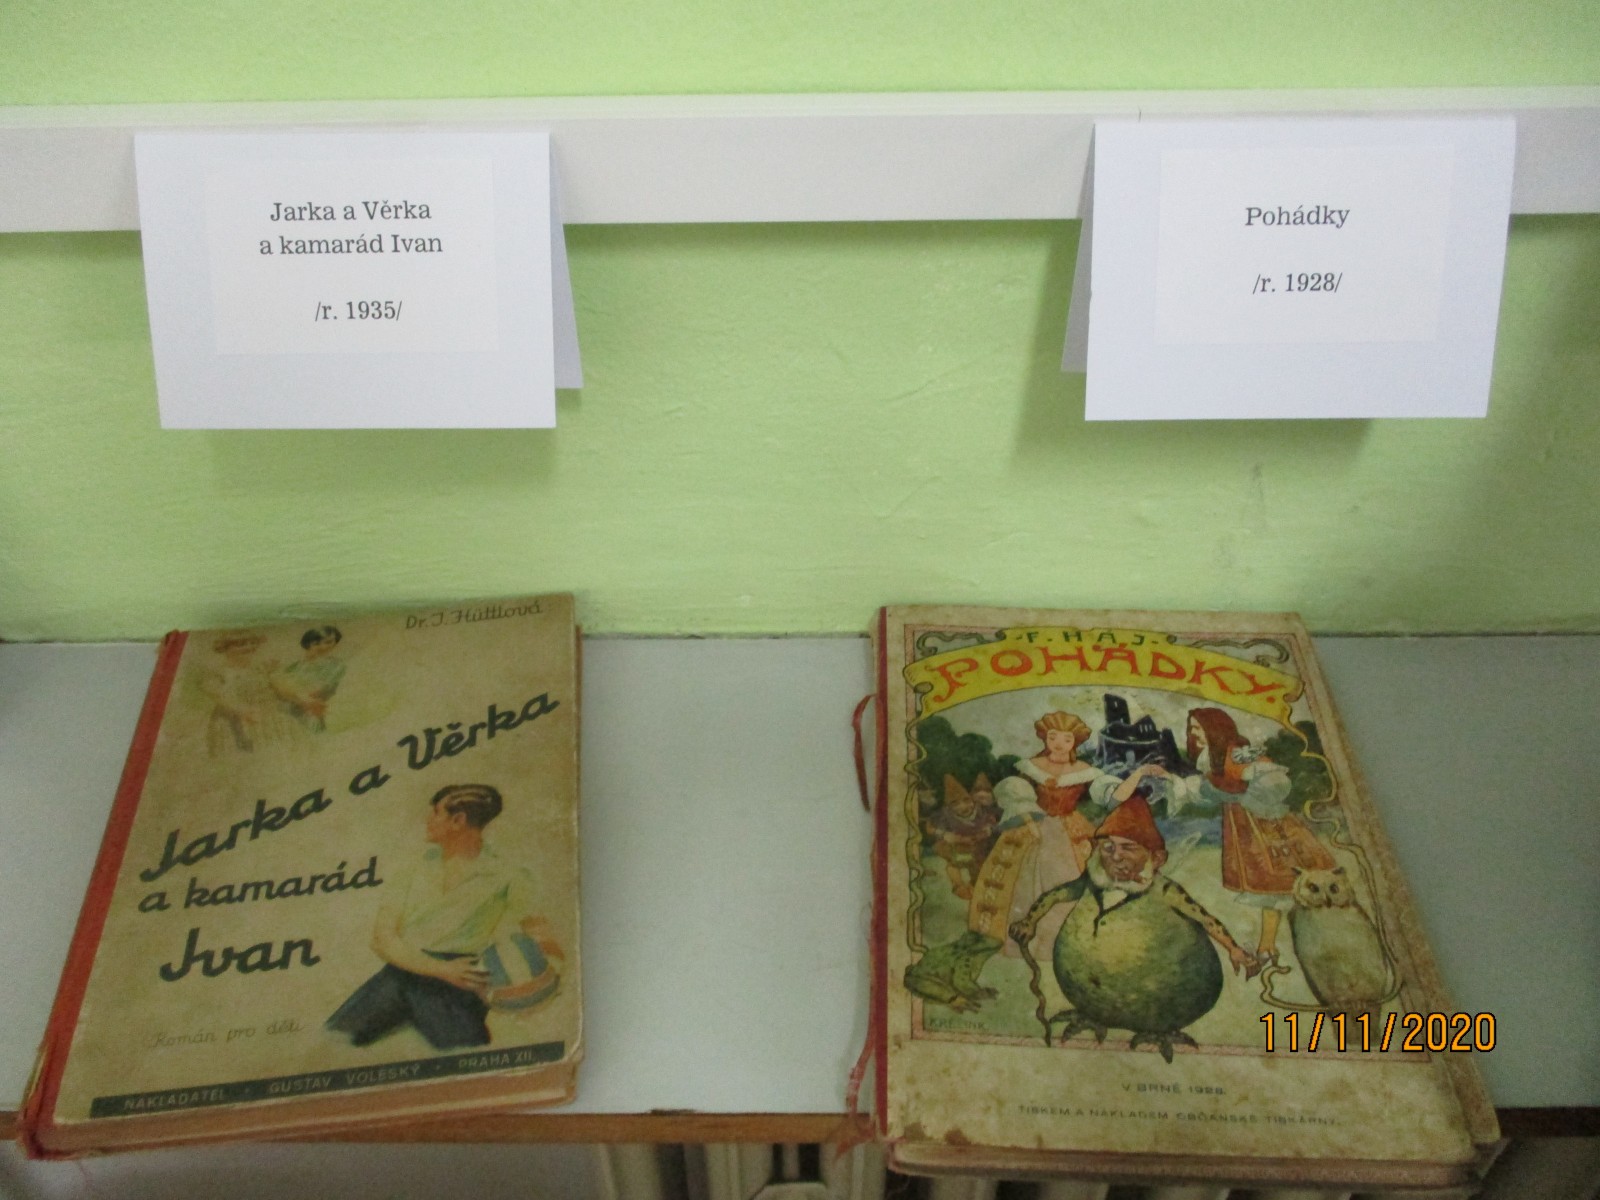 Jarka a Věrka
a kamarád Ivan
/r. 1935/
Pohádky
/r. 1928/
Dr. I. Hüttlová
Jarka a Věrka
a kamarád
Ivan
Román pro děti
NAKLADATEL · GUSTAV VOLESKÝ · PRAHA XII.
·F. HÁJ·
POHÁDKY
V BRNĚ 1928.
TISKEM A NAKLADEM OBČANSKÉ TISKÁRNY.
11/11/2020